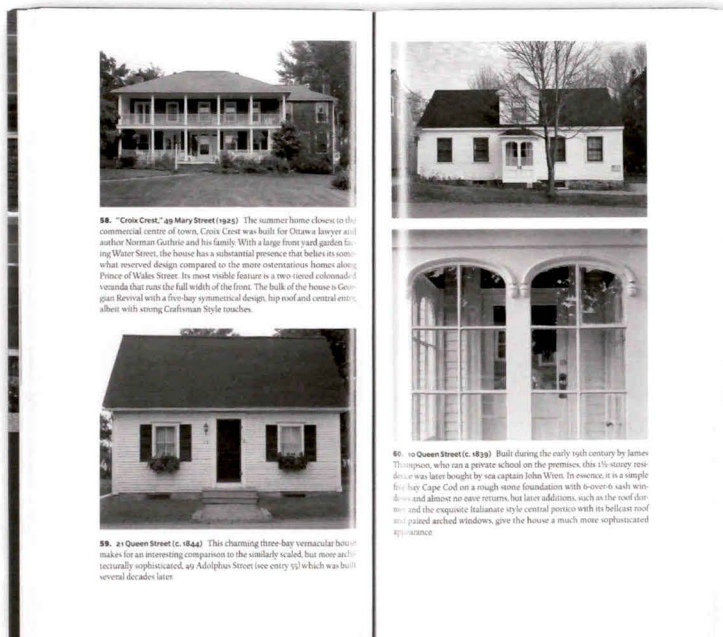 58. "Croix Crest," 49 Mary Street (1925) The summer home closest to the
commercial centre of town, Croix Crest was built for Ottawa lawyer and
author Norman Guthrie and his family. With a large front yard garden fac-
ing Water Street, the house has a substantial presence that belies its some-
what reserved design compared to the more ostentatious homes along
Prince of Wales Street. Its most visible feature is a two-tiered colonnaded
veranda that runs the full width of the front. The bulk of the house is Geor-
gian Revival with a five-bay symmetrical design, hip roof and central entry,
albeit with strong Craftsman Style touches.
59. 21 Queen Street (c. 1844) This charming three-bay vernacular house
makes for an interesting comparison to the similarly scaled, but more archi-
tecturally sophisticated, 49 Adolphus Street (see entry 55) which was built
several decades later.
60. 10 Queen Street (c. 1839) Built during the early 19th century by James
Thompson, who ran a private school on the premises, this 1½-storey resi-
dence was later bought by sea captain John Wren. In essence, it is a simple
five bay Cape Cod on a rough stone foundation with 6-over-6 sash win-
dows and almost no eave returns, but later additions, such as the roof dor-
mer and the exquisite Italianate style central portico with its bellcast roof
and paired arched windows, give the house a much more sophisticated
appearance.